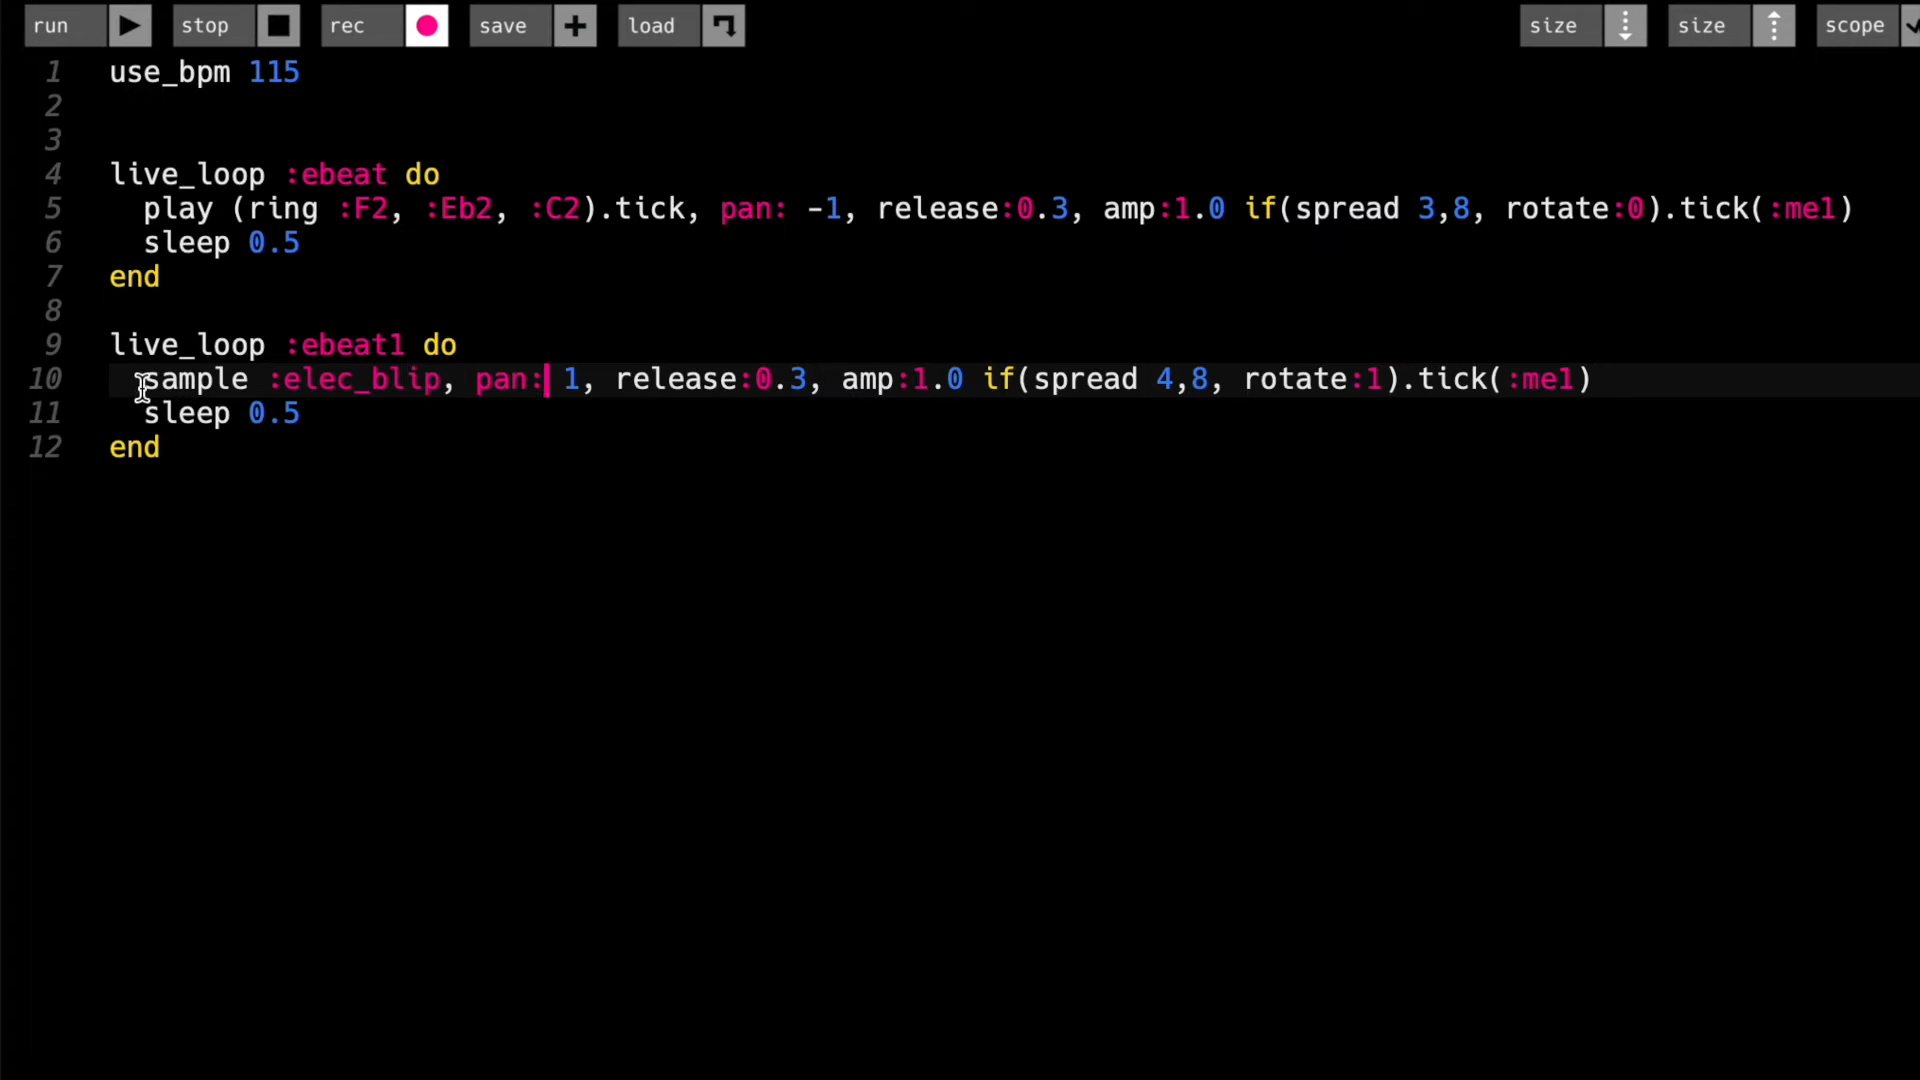 run stop rec save load size size scope
1 use_bpm 115
2
3
4 live_loop :ebeat do
5 play (ring :F2, :Eb2, :C2).tick, pan: -1, release:0.3, amp:1.0 if(spread 3,8, rotate:0).tick(:me1)
6 sleep 0.5
7 end
8
9 live_loop :ebeat1 do
10 sample :elec_blip, pan: 1, release:0.3, amp:1.0 if(spread 4,8, rotate:1).tick(:me1)
11 sleep 0.5
12 end